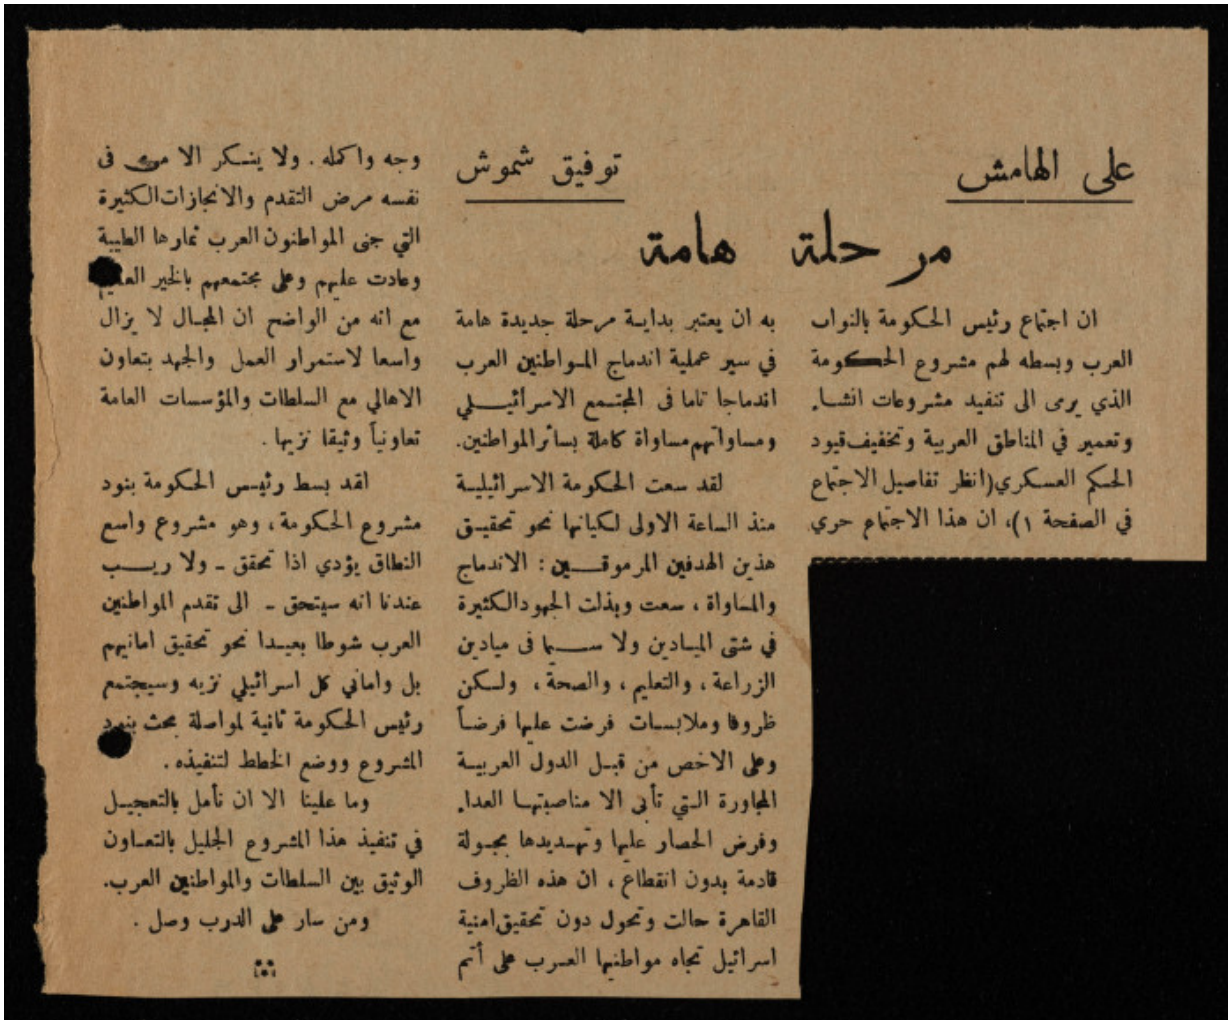 على الهامش
توفيق شموش
مرحلة هامة
ان اجتماع رئيس الحكومة بالنواب
العرب وبسطه لهم مشروع الحكومة
الذي يرمى الى تنفيد مشروعات انشاء
وتعمير في المناطق العربية وتخفيف قيود
الحكم العسكري(انظر تفاصيل الاجتماع
في الصفحة ١)، ان هذا الاجتماع حري
به ان يعتبر بداية مرحلة جديدة هامة
في سير عملية اندماج المواطنين العرب
اندماجا تاما فى المجتمع الاسرائيلي
ومساواتهم مساواة كاملة بسائر المواطنين.
لقد سعت الحكومة الاسرائيلية
منذ الساعة الاولى لكيانها نحو تحقيق
هذين الهدفين المرموقين : الاندماج
والمساواة ، سعت وبذلت الجهود الكثيرة
في شتى الميادين ولا سيما فى ميادين
الزراعة ، والتعليم ، والصحة ، ولكن
ظروفا وملابسات فرضت عليها فرضاً
وعلى الاخص من قبل الدول العربية
المجاورة التي تأبى الا مناصبتها العداء
وفرض الحصار عليها وتهديدها بجولة
قادمة بدون انقطاع ، ان هذه الظروف
القاهرة حالت وتحول دون تحقيق امنية
اسرائيل تجاه مواطنيها العرب على أتم
وجه واكمله . ولا ينكر الا من فى
نفسه مرض التقدم والانجازات الكثيرة
التي جنى المواطنون العرب ثمارها الطيبة
وعادت عليهم وعلى مجتمعهم بالخير العميم
مع انه من الواضح ان المجال لا يزال
واسعا لاستمرار العمل والجهد بتعاون
الاهالي مع السلطات والمؤسسات العامة
تعاونياً وثيقا نزيها .
لقد بسط رئيس الحكومة بنود
مشروع الحكومة ، وهو مشروع واسع
النطاق يؤدي اذا تحقق - ولا ريب
عندنا انه سيتحق - الى تقدم المواطنين
العرب شوطا بعيدا نحو تحقيق امانيهم
بل واماني كل اسرائيلي نزيه وسيجتمع
رئيس الحكومة ثانية لمواصلة بحث بنود
المشروع ووضع الخطط لتنفيذه .
وما علينا الا ان نأمل بالتعجيل
في تنفيذ هذا المشروع الجليل بالتعاون
الوثيق بين السلطات والمواطنين العرب.
ومن سار على الدرب وصل .